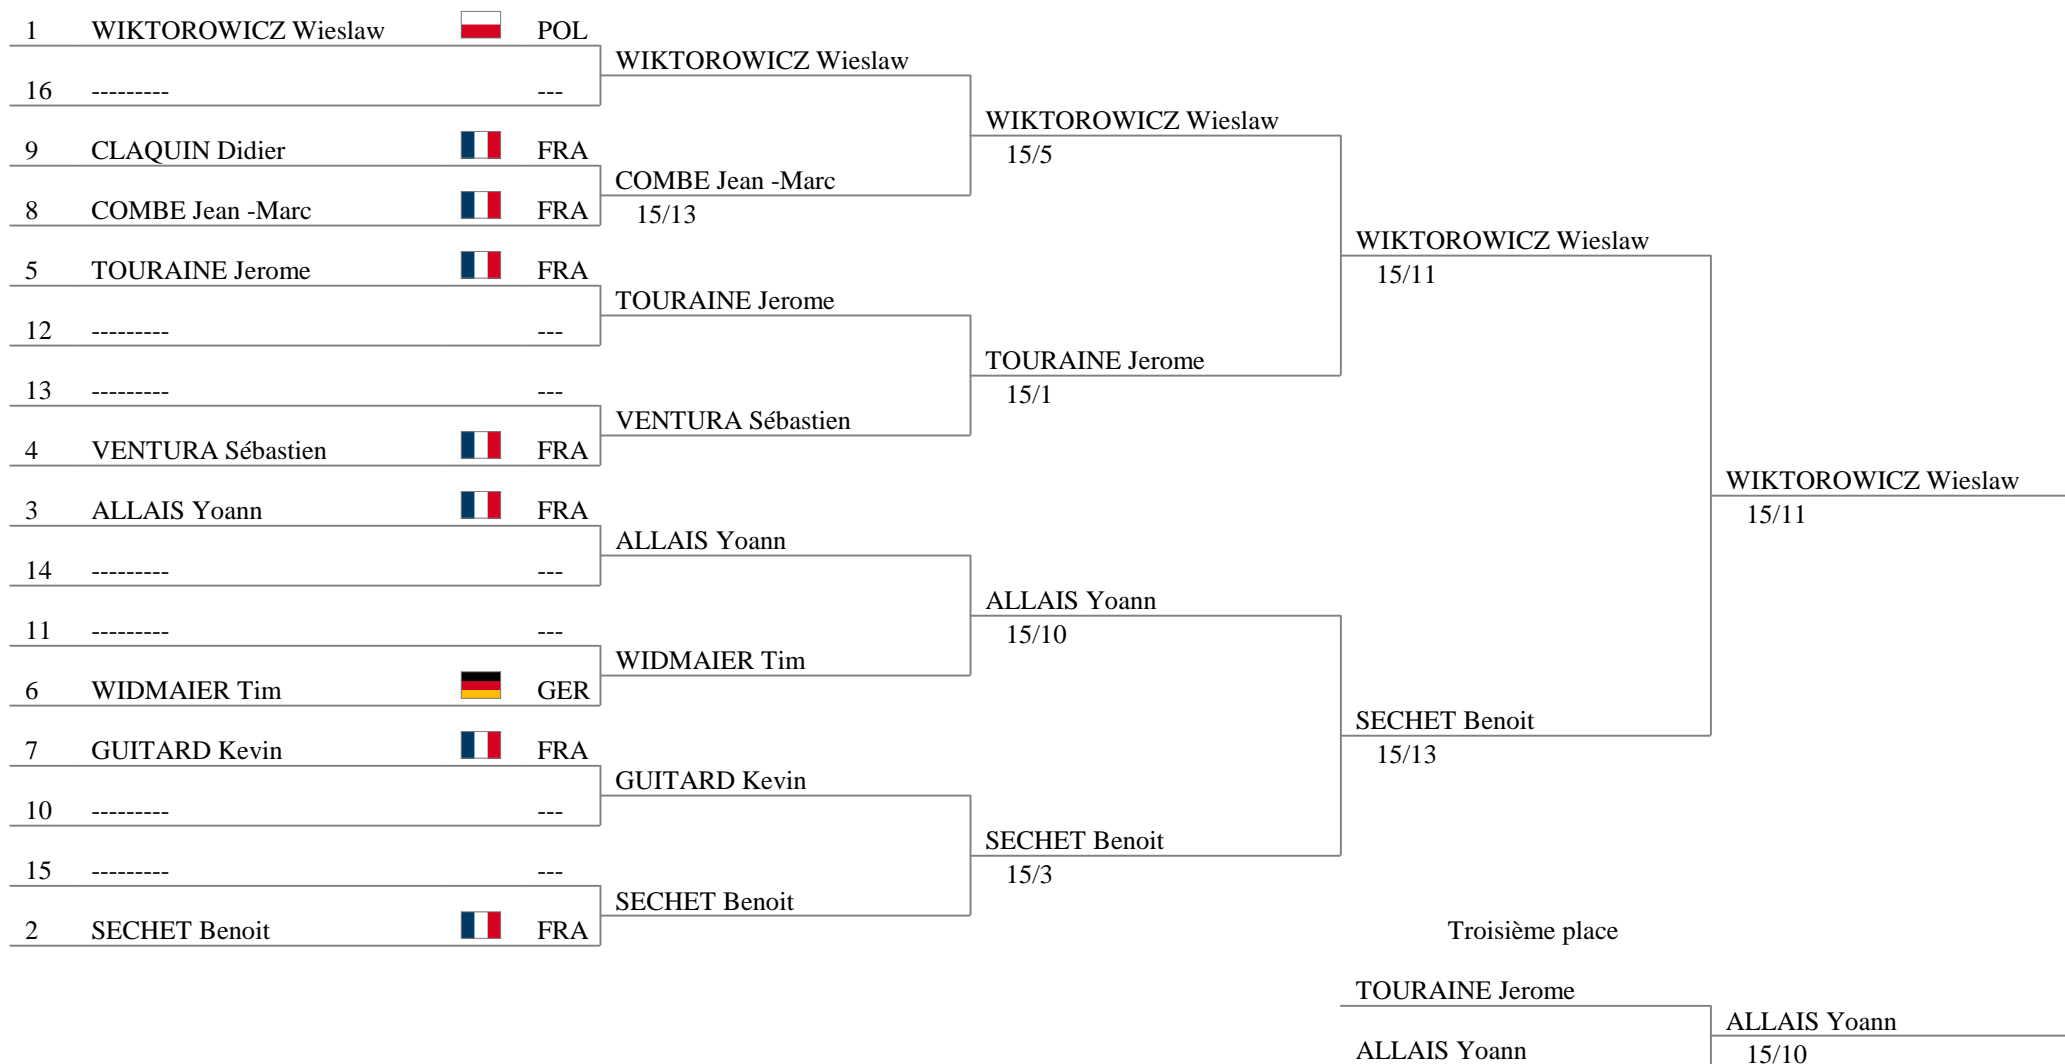 1 WIKTOROWICZ Wieslaw POL
WIKTOROWICZ Wieslaw
16 --------- ---
WIKTOROWICZ Wieslaw
15/5
9 CLAQUIN Didier FRA
COMBE Jean -Marc
15/13
8 COMBE Jean -Marc FRA
WIKTOROWICZ Wieslaw
15/11
5 TOURAINE Jerome FRA
TOURAINE Jerome
12 --------- ---
TOURAINE Jerome
15/1
13 --------- ---
VENTURA Sébastien
4 VENTURA Sébastien FRA
WIKTOROWICZ Wieslaw
15/11
3 ALLAIS Yoann FRA
ALLAIS Yoann
14 --------- ---
ALLAIS Yoann
15/10
11 --------- ---
WIDMAIER Tim
6 WIDMAIER Tim GER
SECHET Benoit
15/13
7 GUITARD Kevin FRA
GUITARD Kevin
10 --------- ---
SECHET Benoit
15/3
15 --------- ---
SECHET Benoit
2 SECHET Benoit FRA
Troisième place
TOURAINE Jerome
ALLAIS Yoann
ALLAIS Yoann
15/10